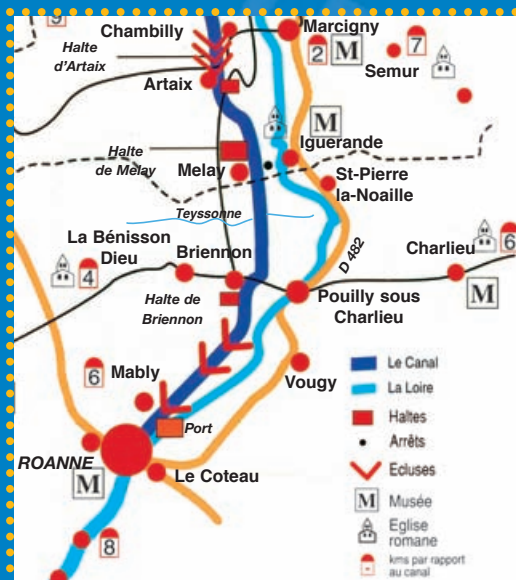 9
Chambilly
Marcigny
Halte
d'Artaix
2
M
7
Semur
Artaix
M
Iguerande
Halte
de Melay
Melay
St-Pierre
la-Noaille
Teyssonne
D 482
La Bénisson
Dieu
Briennon
Charlieu
6
4
M
Halte de
Briennon
Pouilly sous
Charlieu
6
Mably
Vougy
Le Canal
La Loire
Haltes
Port
Arrêts
ROANNE
Ecluses
M
Le Coteau
M
Musée
Eglise
romane
8
kms par rapport
au canal